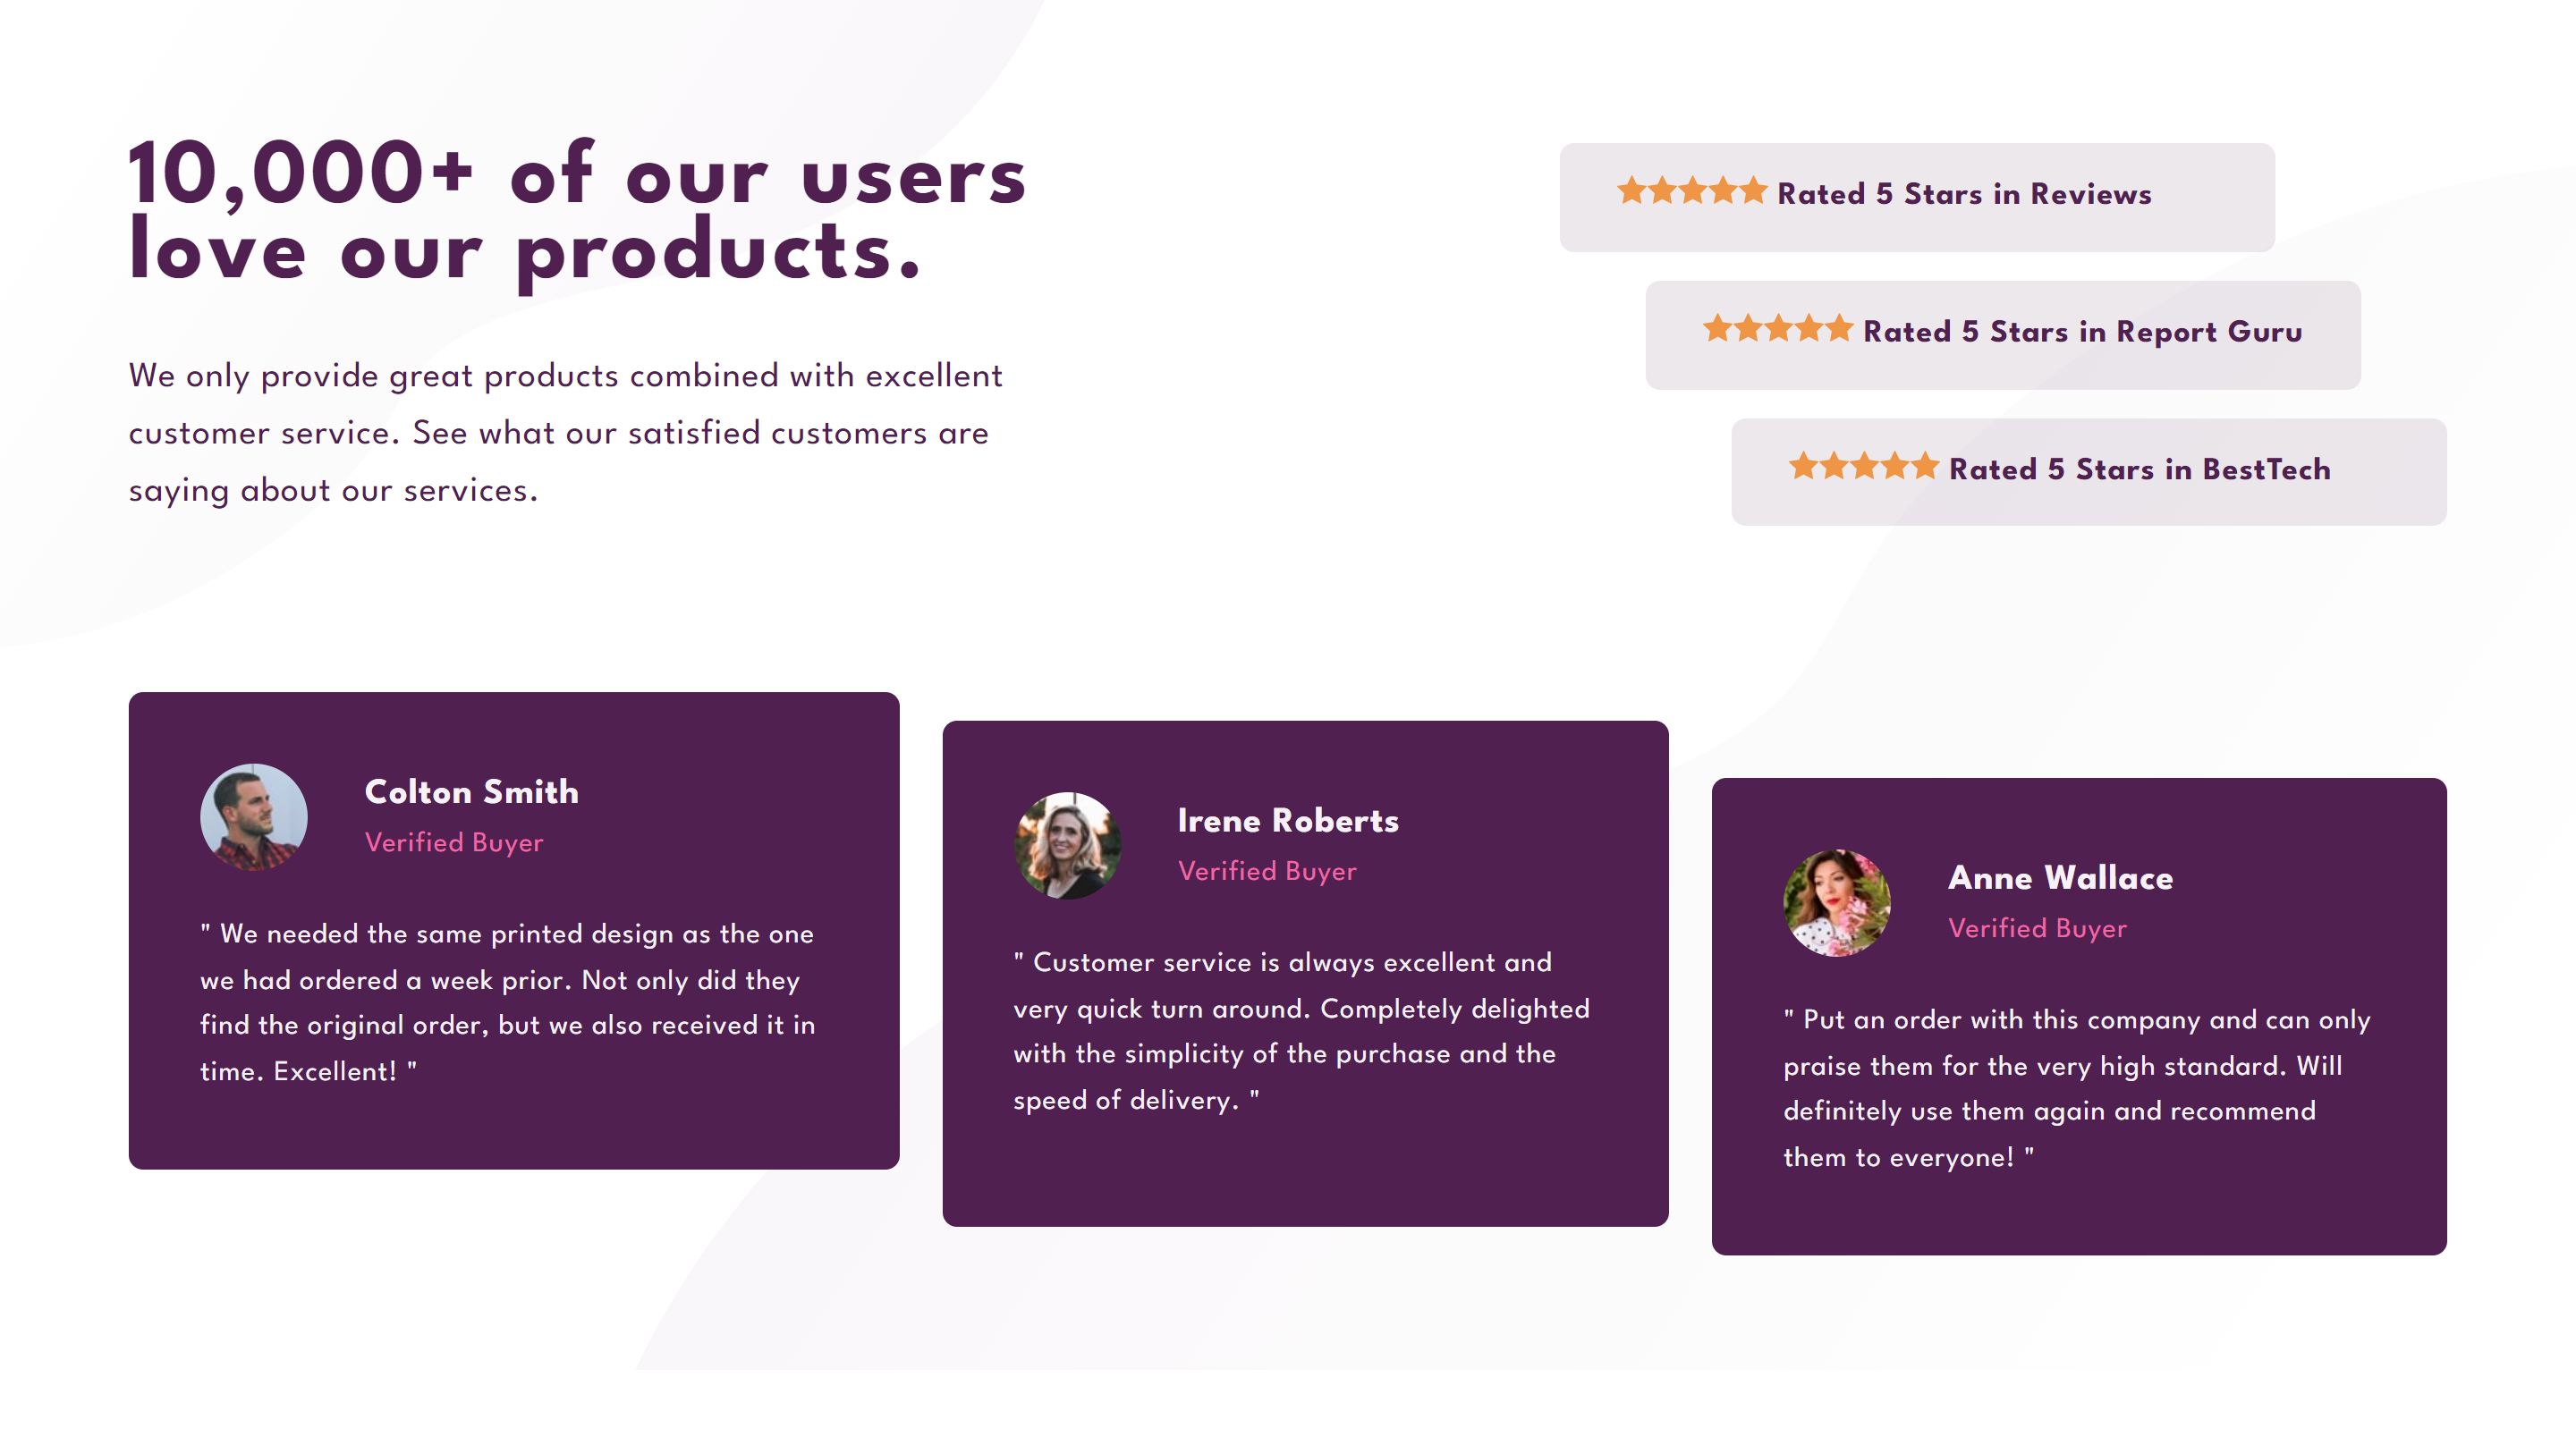 10,000+ of our users
love our products.
We only provide great products combined with excellent
customer service. See what our satisfied customers are
saying about our services.
Rated 5 Stars in Reviews
Rated 5 Stars in Report Guru
Rated 5 Stars in BestTech
Colton Smith
Verified Buyer
" We needed the same printed design as the one
we had ordered a week prior. Not only did they
find the original order, but we also received it in
time. Excellent! "
Irene Roberts
Verified Buyer
" Customer service is always excellent and
very quick turn around. Completely delighted
with the simplicity of the purchase and the
speed of delivery. "
Anne Wallace
Verified Buyer
" Put an order with this company and can only
praise them for the very high standard. Will
definitely use them again and recommend
them to everyone! "